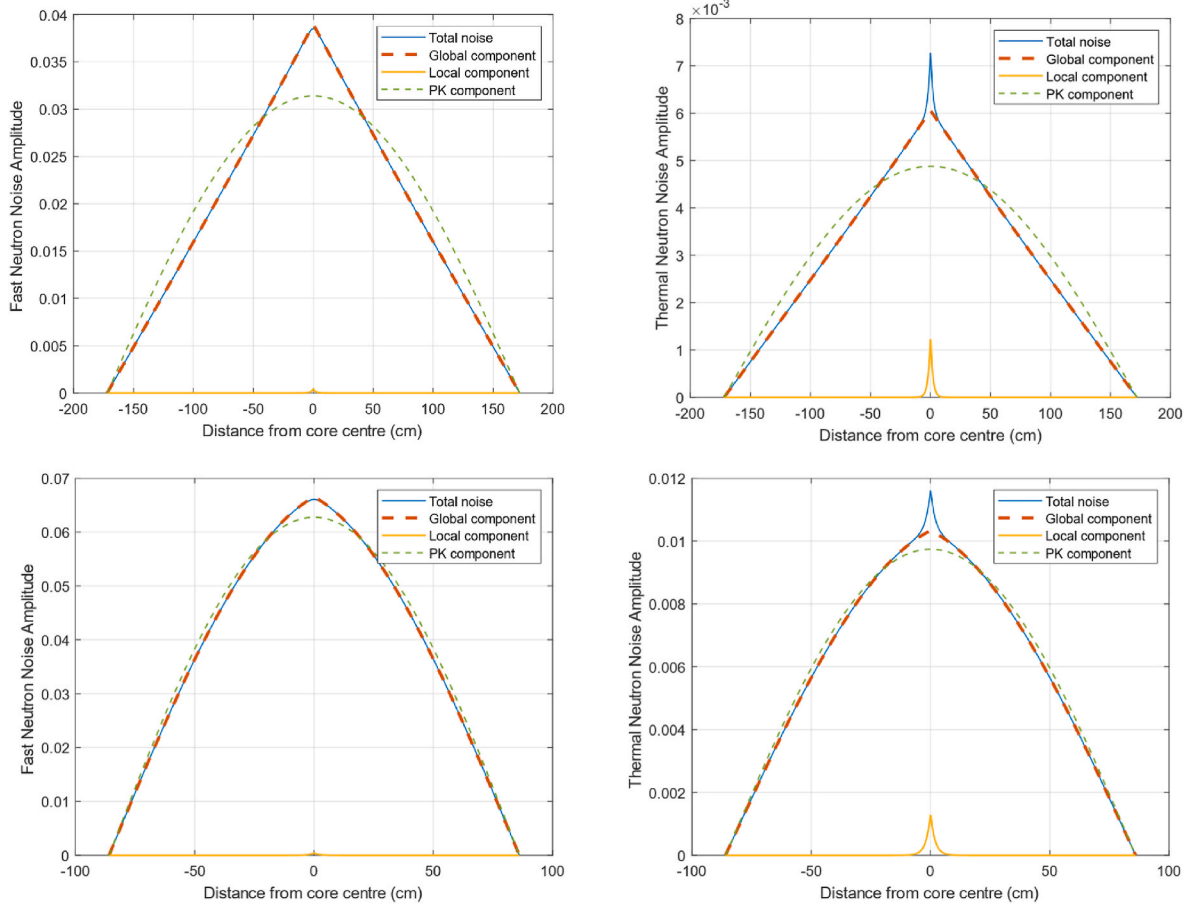 0.04
0.035
0.03
0.025
0.02
0.015
0.01
0.005
0
-200 -150 -100 -50 0 50 100 150 200
Fast Neutron Noise Amplitude
Distance from core centre (cm)
Total noise
Global component
Local component
PK component
8 ×10⁻³
7
6
5
4
3
2
1
0
-200 -150 -100 -50 0 50 100 150 200
Thermal Neutron Noise Amplitude
Distance from core centre (cm)
Total noise
Global component
Local component
PK component
0.07
0.06
0.05
0.04
0.03
0.02
0.01
0
-100 -50 0 50 100
Fast Neutron Noise Amplitude
Distance from core centre (cm)
Total noise
Global component
Local component
PK component
0.012
0.01
0.008
0.006
0.004
0.002
0
-100 -50 0 50 100
Thermal Neutron Noise Amplitude
Distance from core centre (cm)
Total noise
Global component
Local component
PK component